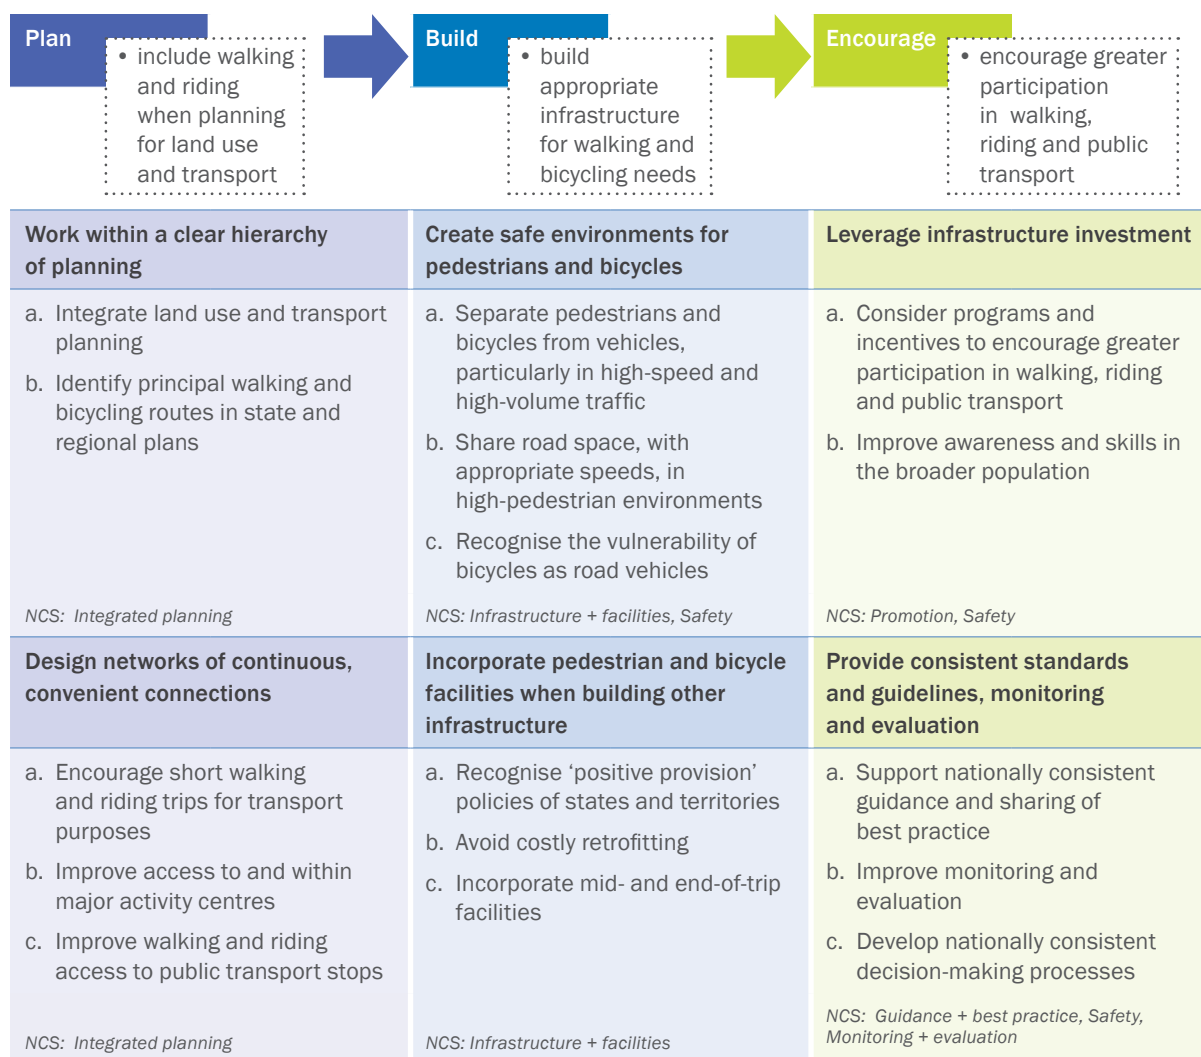 Plan
• include walking
and riding
when planning
for land use
and transport
Build
• build
appropriate
infrastructure
for walking and
bicycling needs
Encourage
• encourage greater
participation
in walking,
riding and public
transport
Work within a clear hierarchy
of planning
a. Integrate land use and transport
planning
b. Identify principal walking and
bicycling routes in state and
regional plans
NCS: Integrated planning
Create safe environments for
pedestrians and bicycles
a. Separate pedestrians and
bicycles from vehicles,
particularly in high-speed and
high-volume traffic
b. Share road space, with
appropriate speeds, in
high-pedestrian environments
c. Recognise the vulnerability of
bicycles as road vehicles
NCS: Infrastructure + facilities, Safety
Leverage infrastructure investment
a. Consider programs and
incentives to encourage greater
participation in walking, riding
and public transport
b. Improve awareness and skills in
the broader population
NCS: Promotion, Safety
Design networks of continuous,
convenient connections
a. Encourage short walking
and riding trips for transport
purposes
b. Improve access to and within
major activity centres
c. Improve walking and riding
access to public transport stops
NCS: Integrated planning
Incorporate pedestrian and bicycle
facilities when building other
infrastructure
a. Recognise ‘positive provision’
policies of states and territories
b. Avoid costly retrofitting
c. Incorporate mid- and end-of-trip
facilities
NCS: Infrastructure + facilities
Provide consistent standards
and guidelines, monitoring
and evaluation
a. Support nationally consistent
guidance and sharing of
best practice
b. Improve monitoring and
evaluation
c. Develop nationally consistent
decision-making processes
NCS: Guidance + best practice, Safety,
Monitoring + evaluation